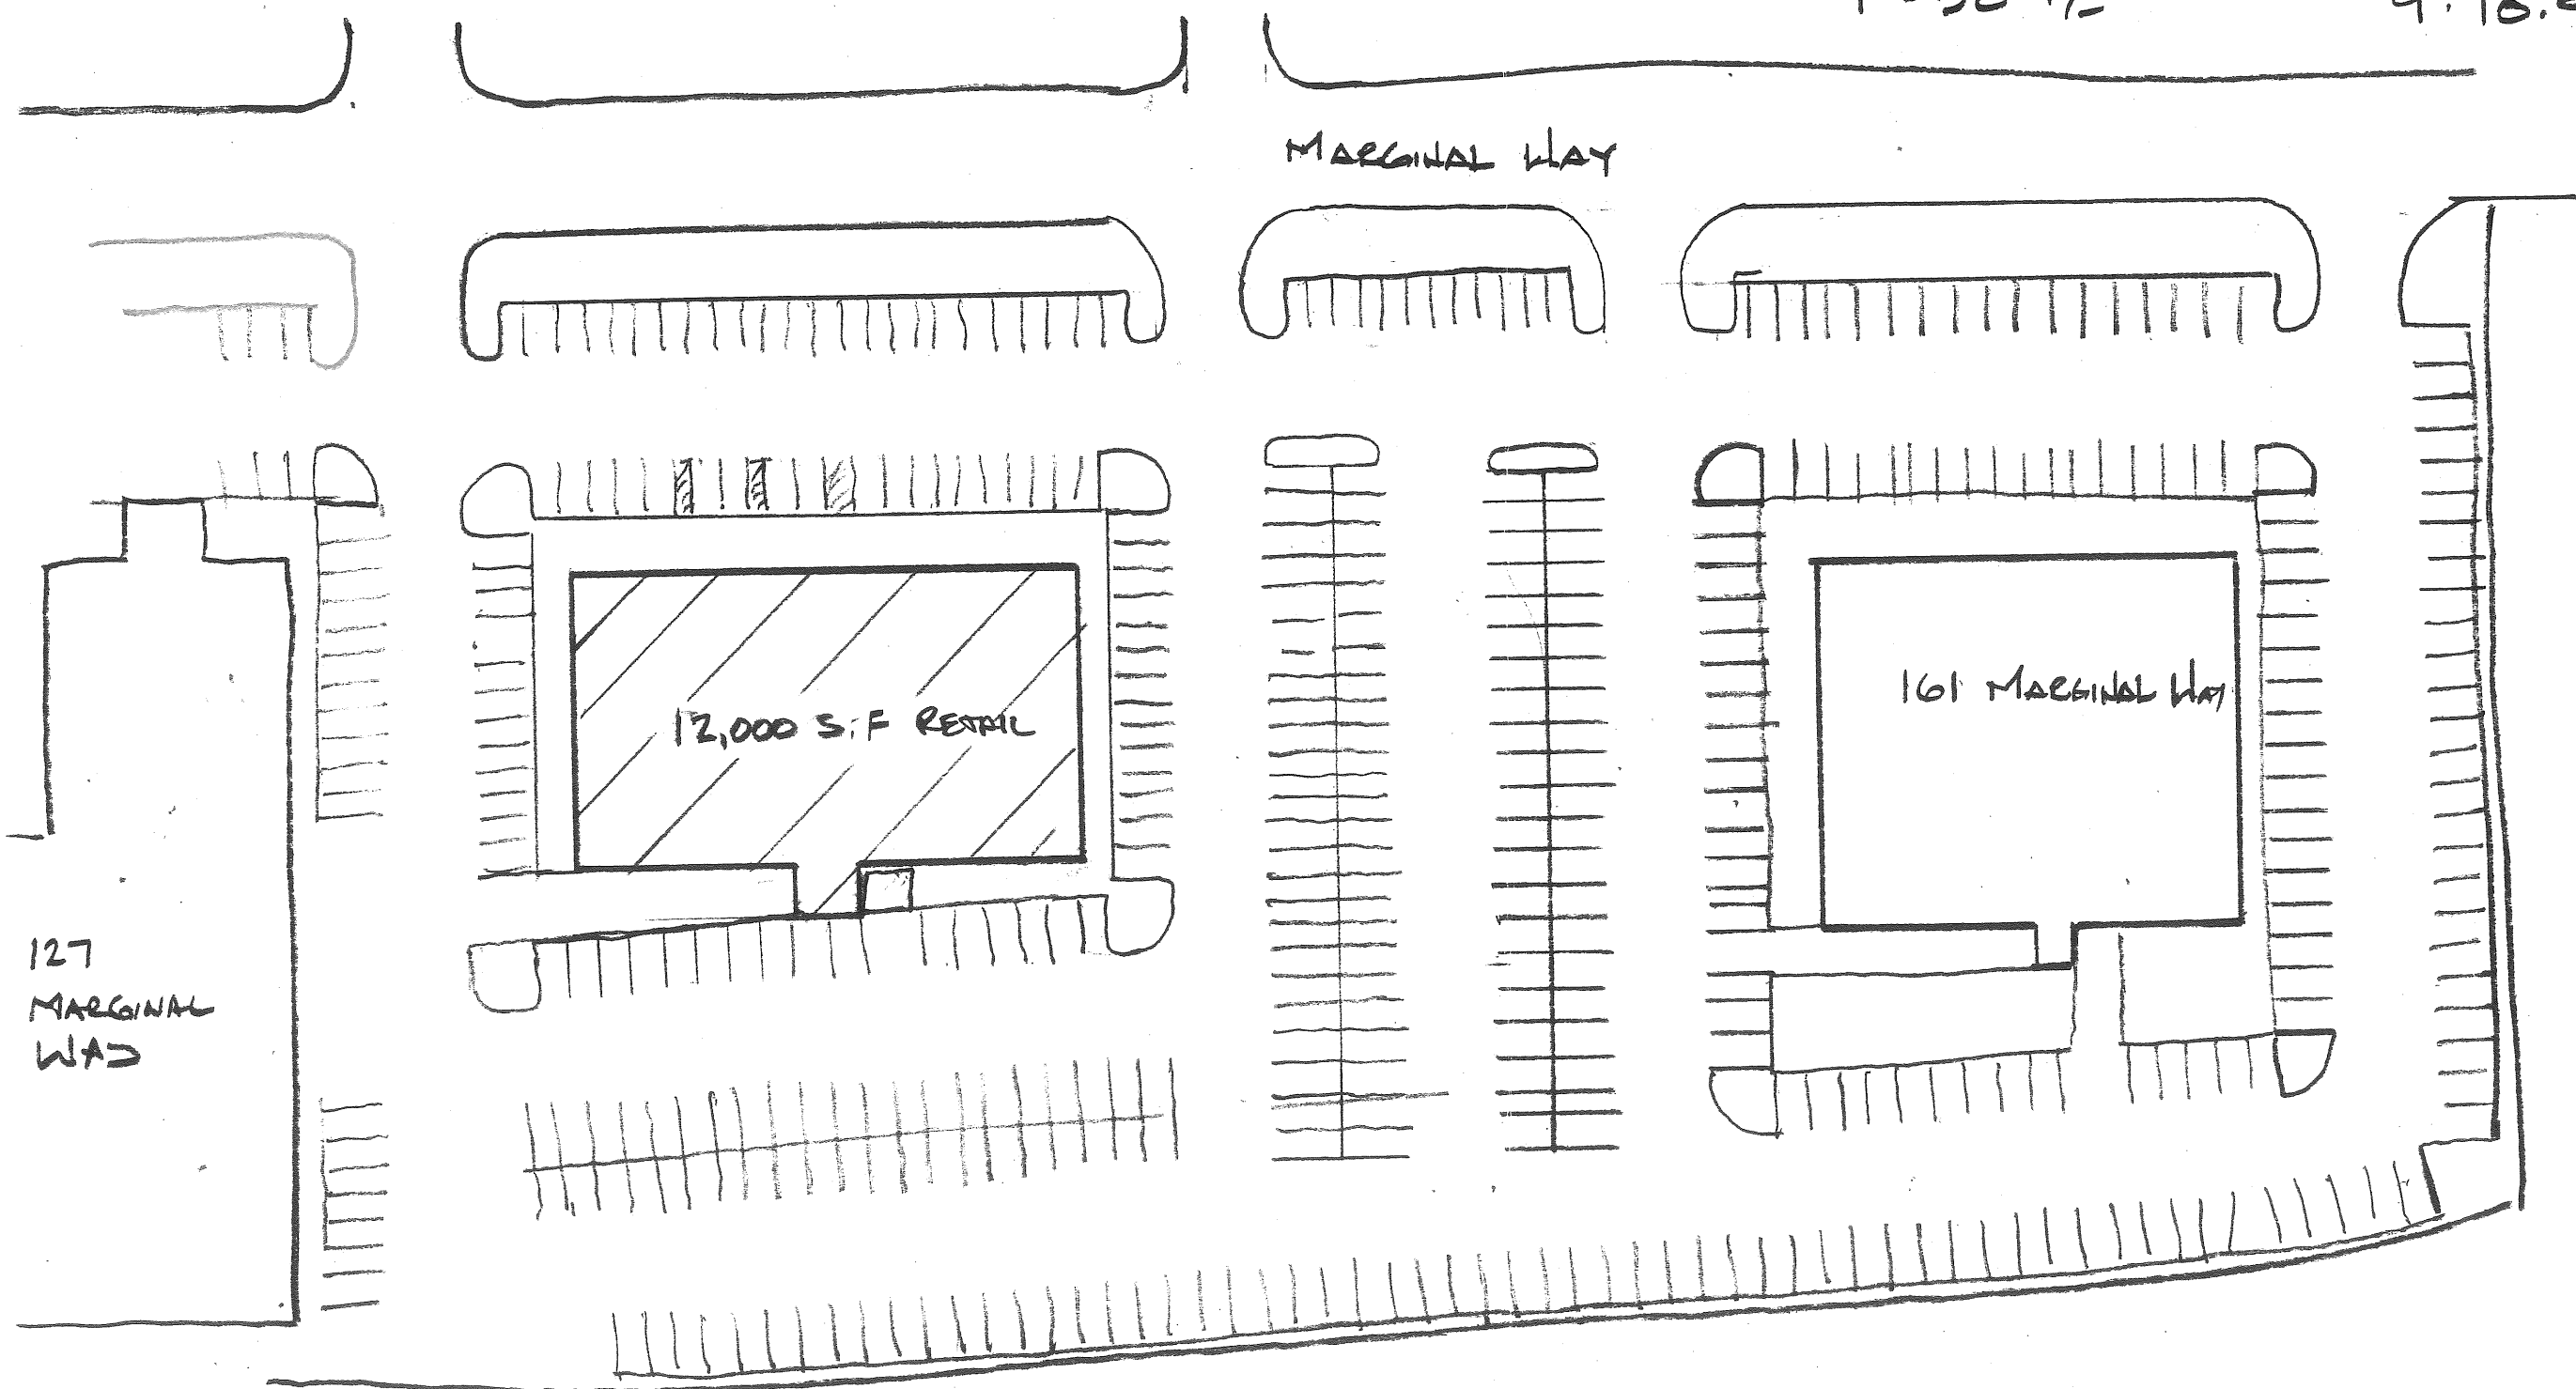 MARGINAL WAY
12,000 S.F RETAIL
161 MARGINAL WAY
127
MARGINAL
WAY